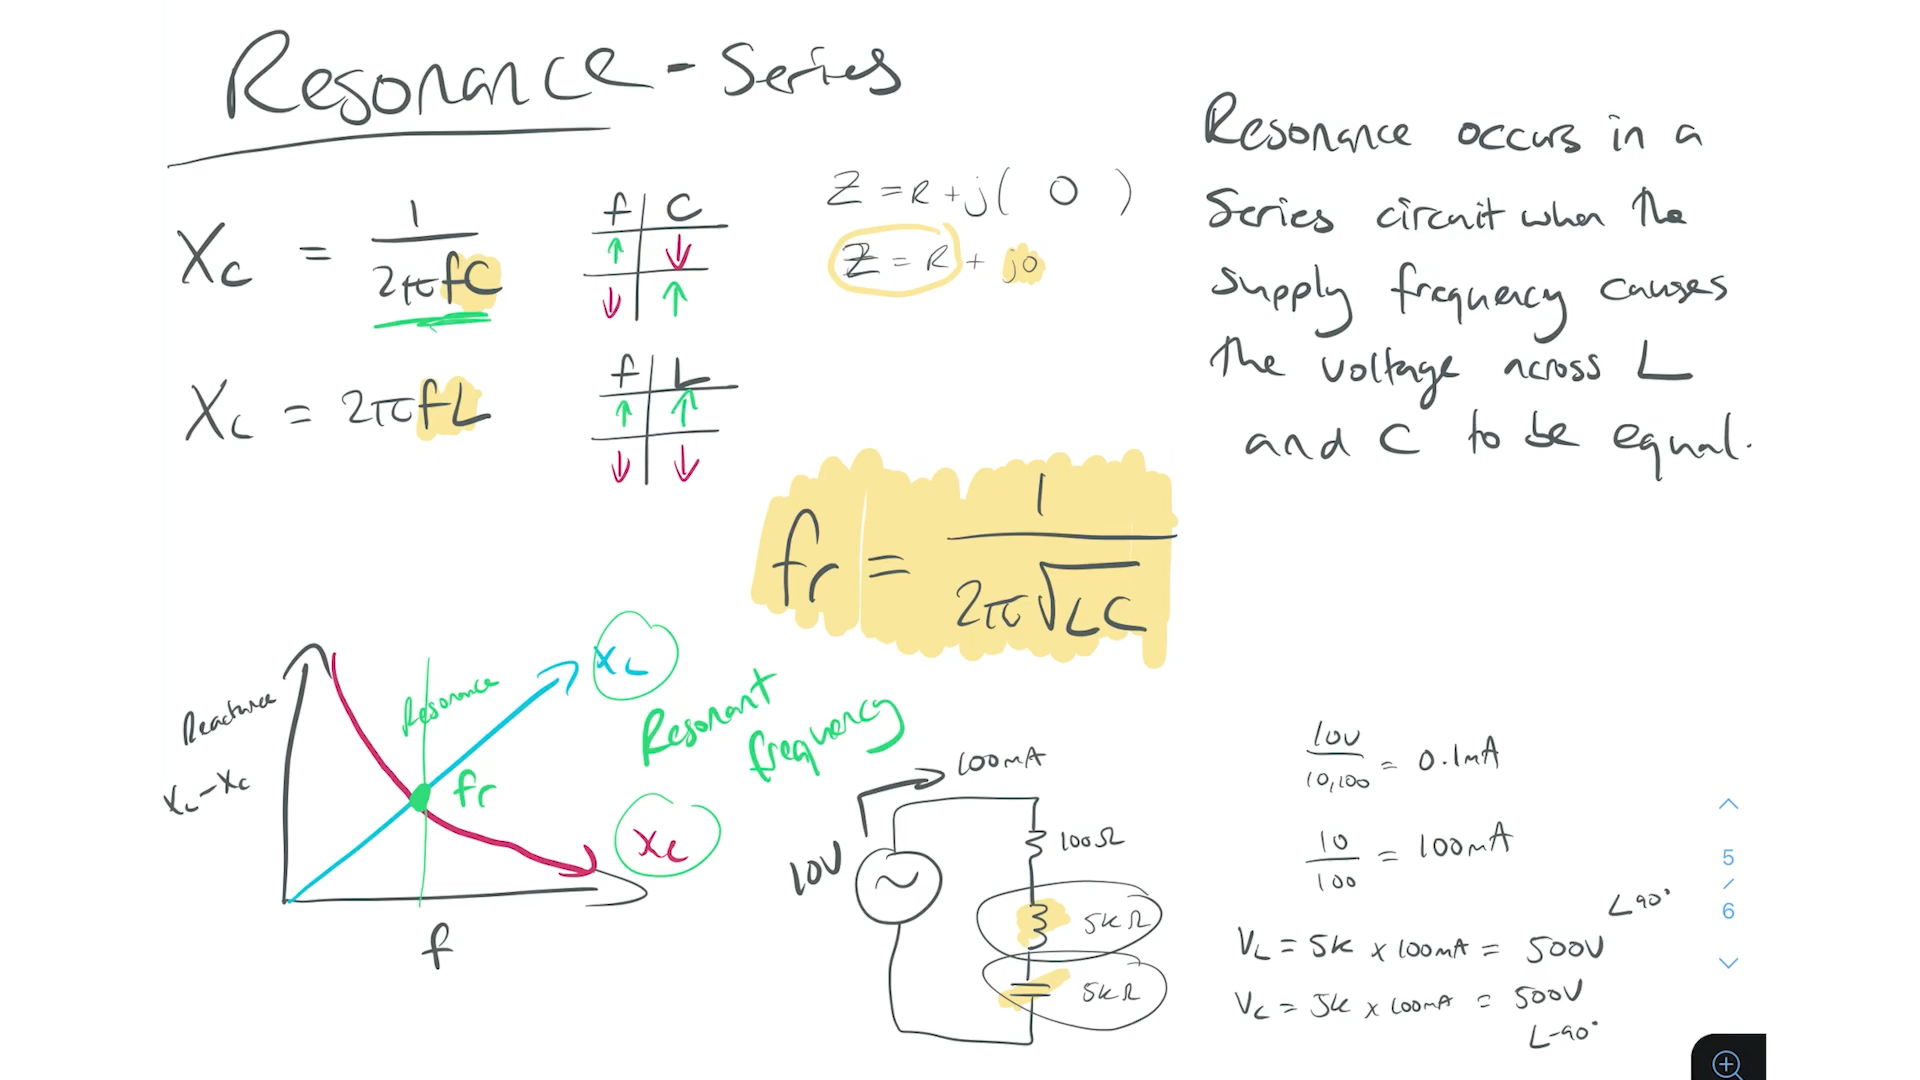 Resonance - Series
Resonance occurs in a
Series circuit when the
supply frequency causes
the voltage across L
and C to be equal.
Xc = 1 / 2πfC
f C
↑ ↓
↓ ↑
Z = R + j( 0 )
Z = R + j0
Xc = 2πfL
f L
↑ ↑
↓ ↓
fr = 1 / 2π√LC
Reactance
XL-XC
Resonance
fr
XL
XC
f
Resonant
frequency
10V
100mA
100Ω
5kΩ
5kΩ
10V / 10,100 = 0.1mA
10 / 100 = 100mA
VL = 5k x 100mA = 500V ∠90°
VC = 5k x 100mA = 500V
∠-90°
5
/
6